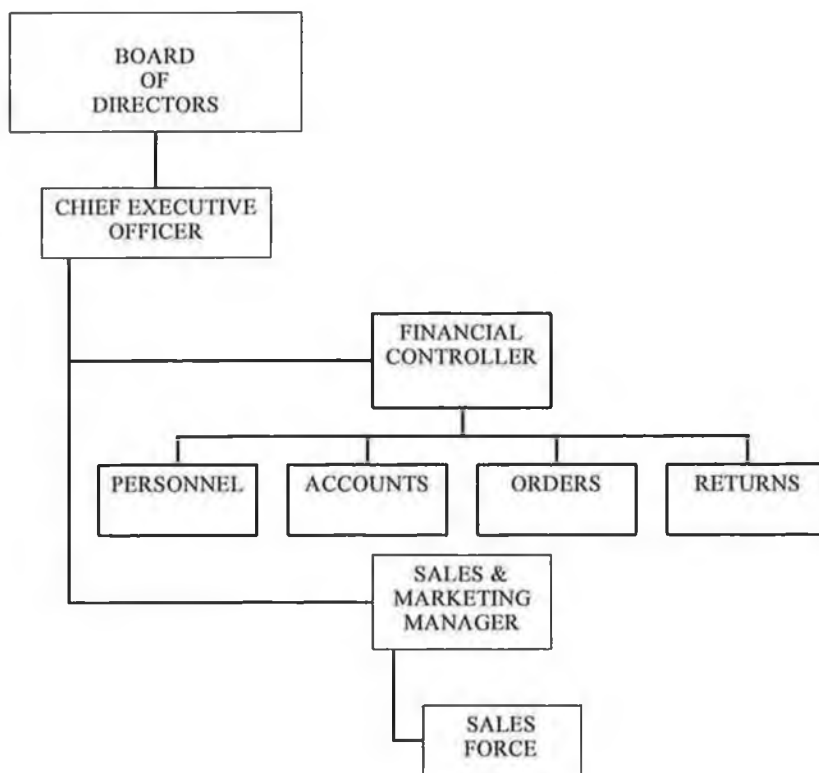 BOARD
OF
DIRECTORS
CHIEF EXECUTIVE
OFFICER
FINANCIAL
CONTROLLER
PERSONNEL
ACCOUNTS
ORDERS
RETURNS
SALES &
MARKETING
MANAGER
SALES
FORCE